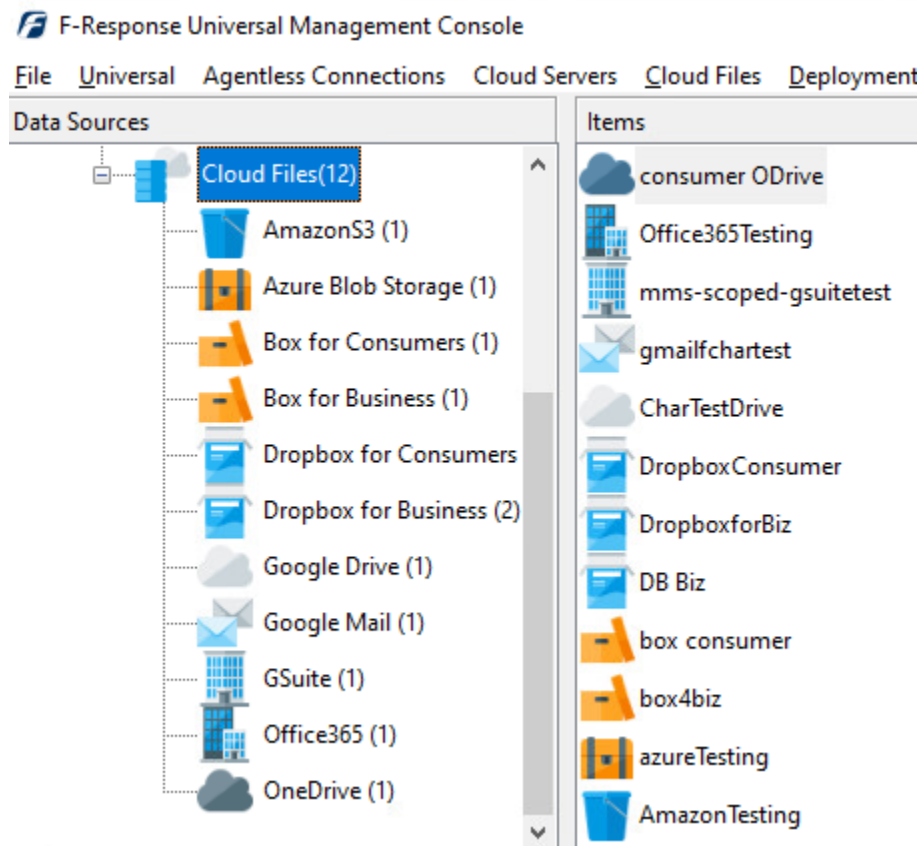 F-Response Universal Management Console
File Universal Agentless Connections Cloud Servers Cloud Files Deployment
Data Sources
Cloud Files(12)
AmazonS3 (1)
Azure Blob Storage (1)
Box for Consumers (1)
Box for Business (1)
Dropbox for Consumers
Dropbox for Business (2)
Google Drive (1)
Google Mail (1)
GSuite (1)
Office365 (1)
OneDrive (1)
Items
consumer ODrive
Office365Testing
mms-scoped-gsuitetest
gmailfchartest
CharTestDrive
DropboxConsumer
DropboxforBiz
DB Biz
box consumer
box4biz
azureTesting
AmazonTesting